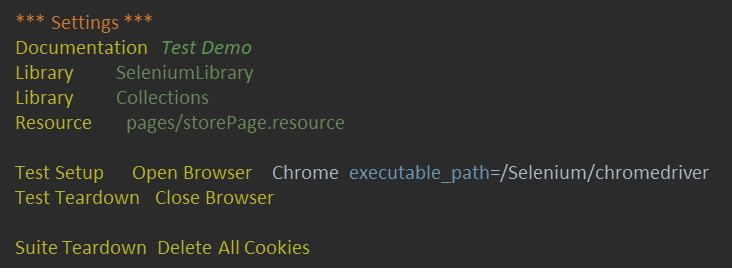 *** Settings ***
Documentation Test Demo
Library SeleniumLibrary
Library Collections
Resource pages/storePage.resource
Test Setup Open Browser Chrome executable_path=/Selenium/chromedriver
Test Teardown Close Browser
Suite Teardown Delete All Cookies